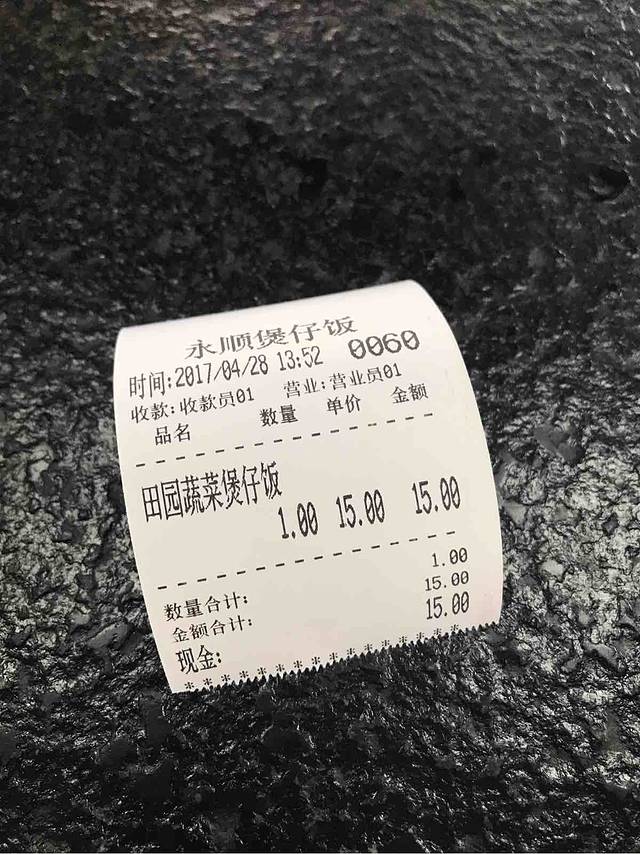 永顺煲仔饭
时间:2017/04/28 13:52 0060
收款:收款员01 营业:营业员01
品名 数量 单价 金额
--------------------------------
田园蔬菜煲仔饭
1.00 15.00 15.00
--------------------------------
数量合计: 1.00
金额合计: 15.00
现金: 15.00
********************